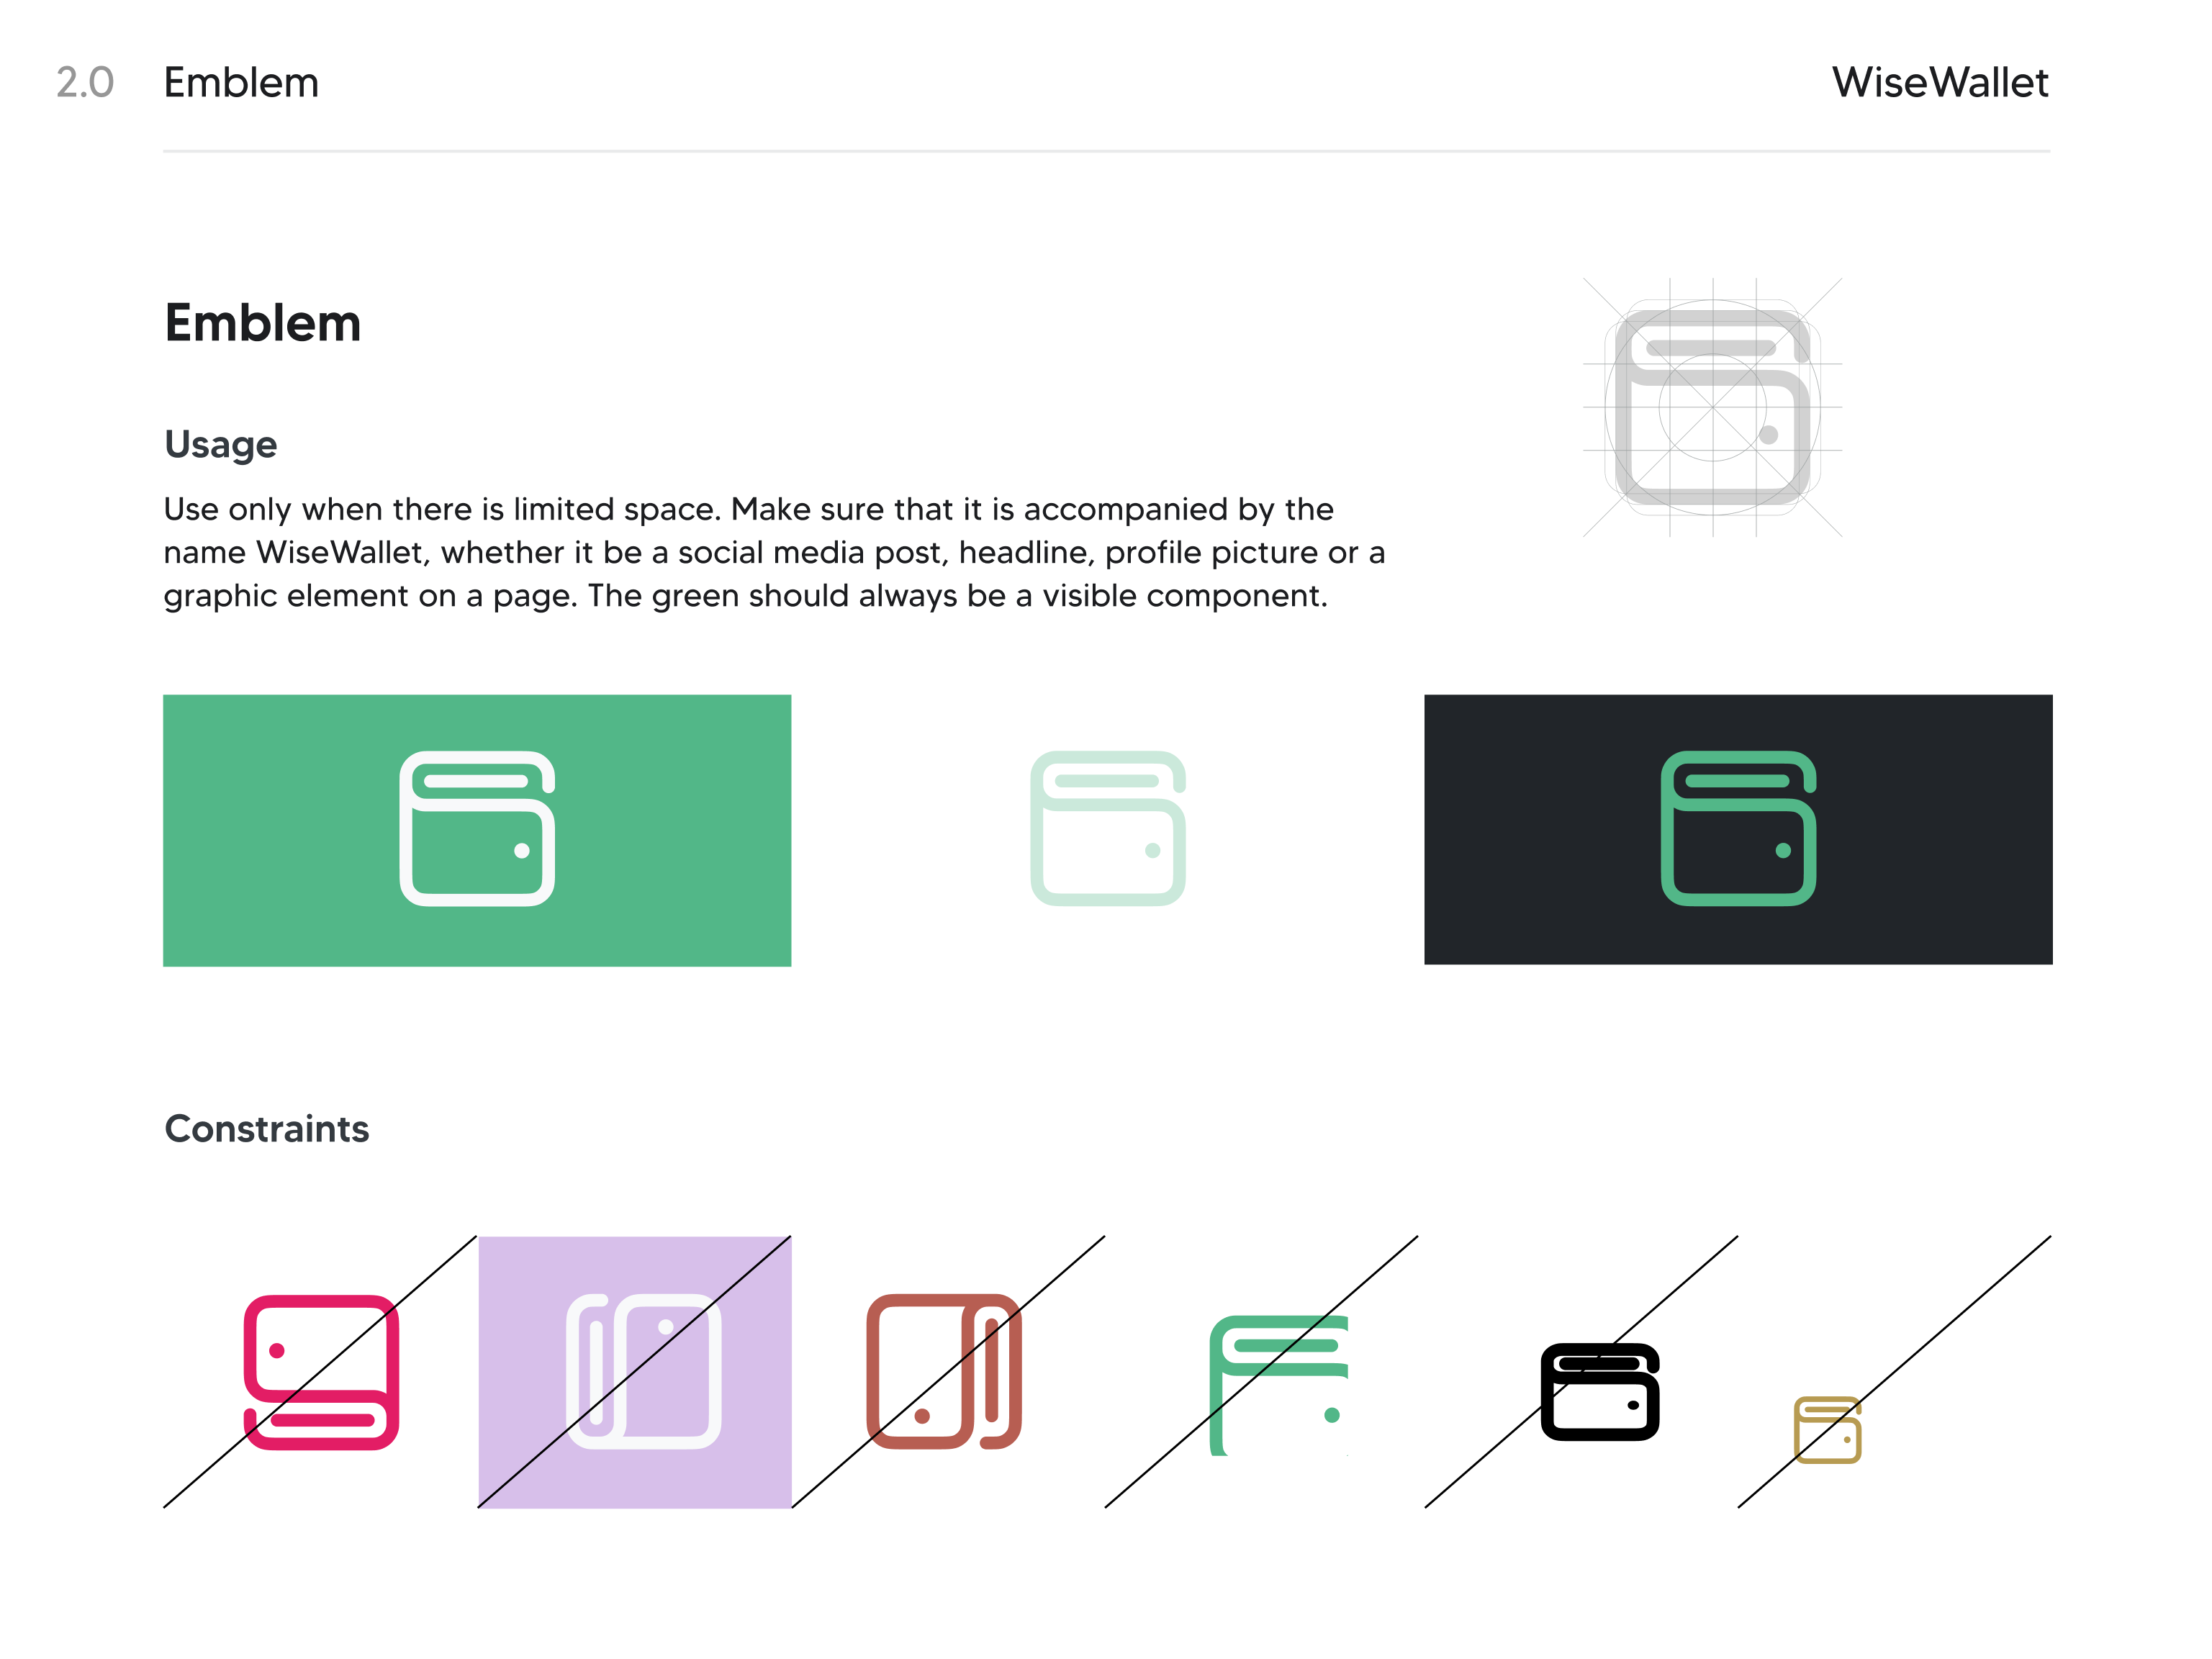 2.0 Emblem WiseWallet
Emblem
Usage
Use only when there is limited space. Make sure that it is accompanied by the
name WiseWallet, whether it be a social media post, headline, profile picture or a
graphic element on a page. The green should always be a visible component.
Constraints